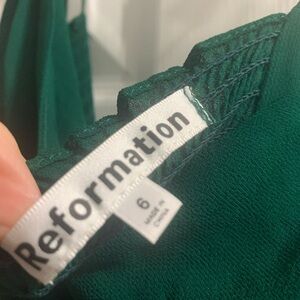 Reformation
6
MADE IN
CHINA